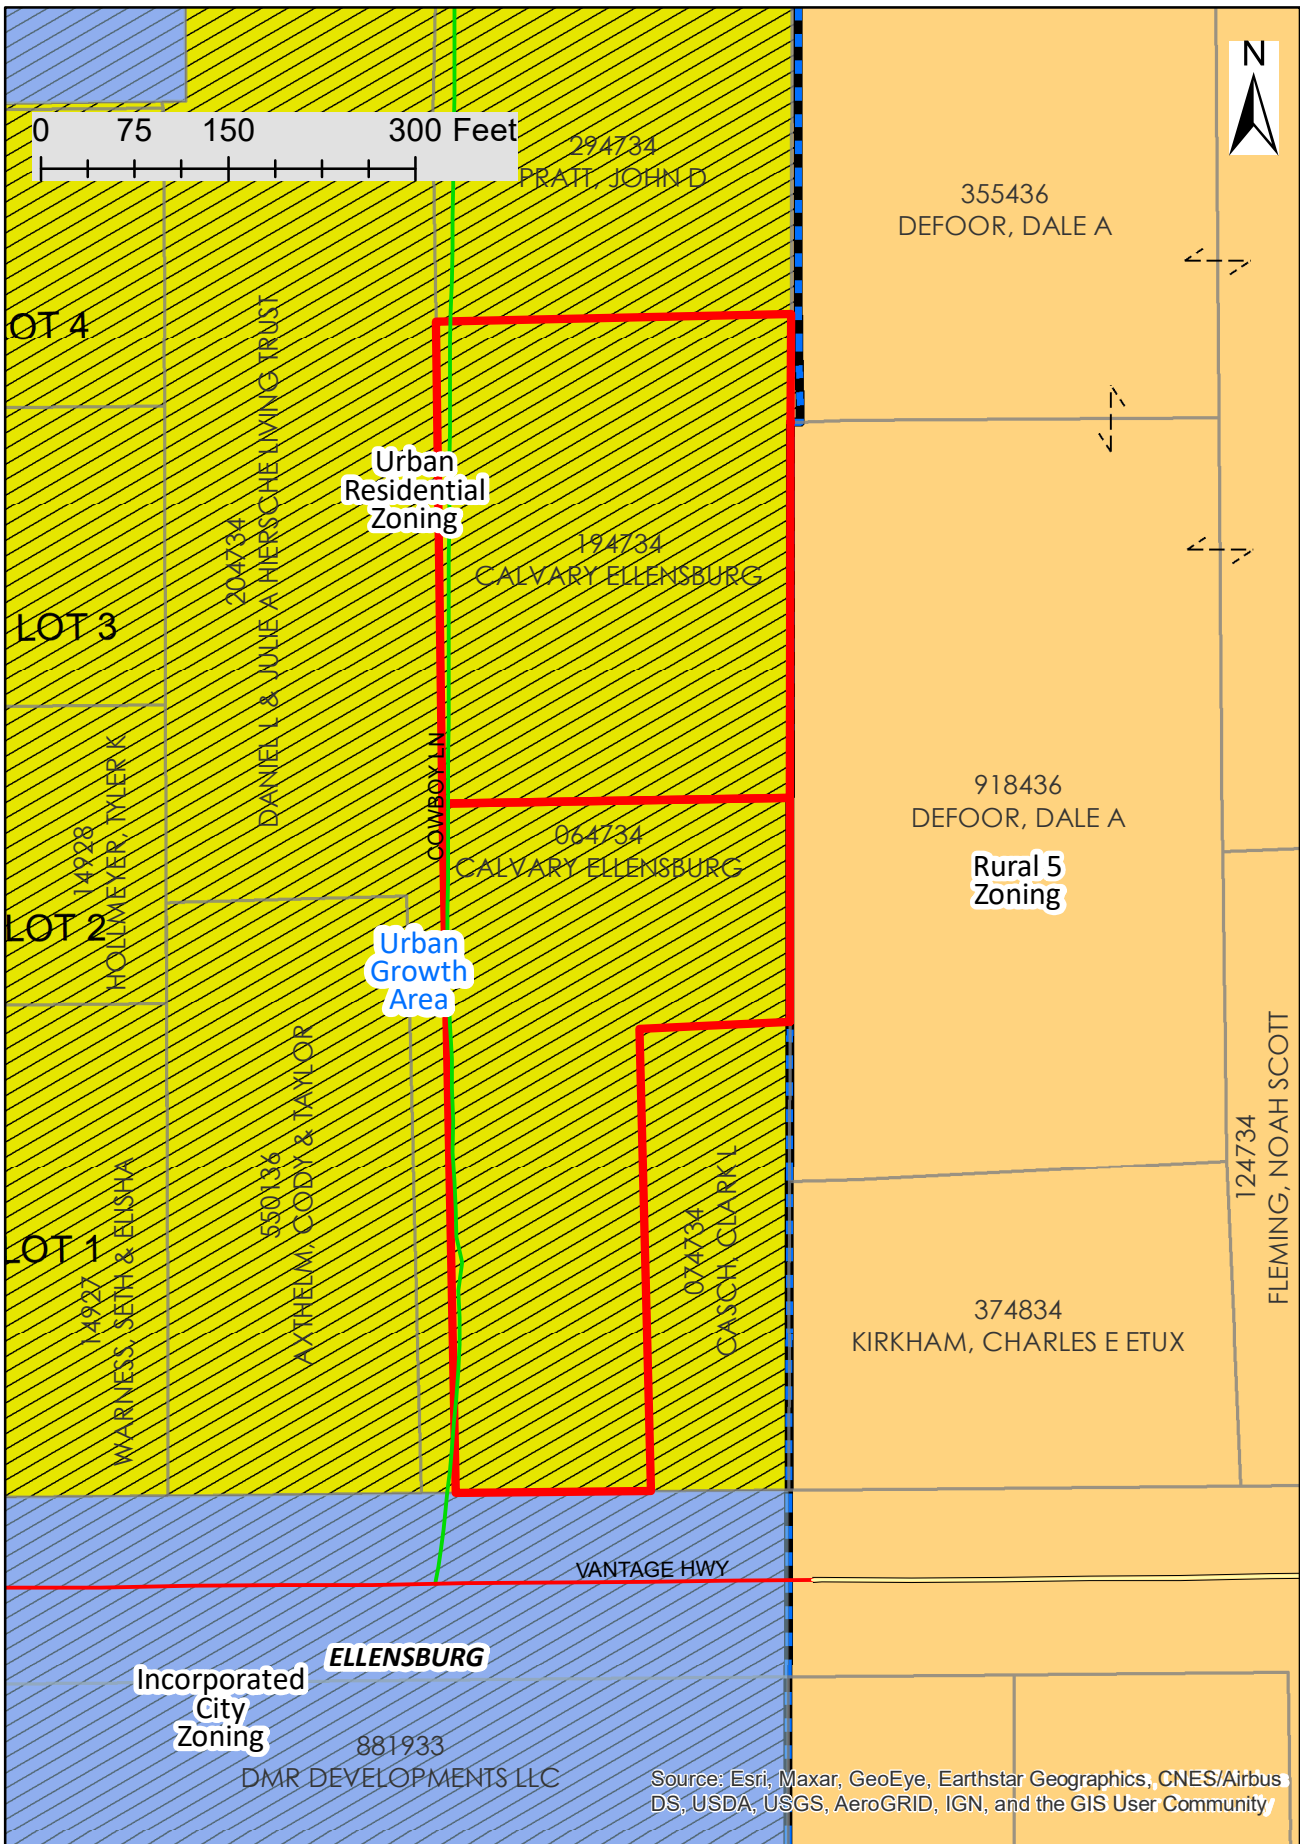 N
0 75 150 300 Feet
294734
PRATT, JOHN D
355436
DEFOOR, DALE A
OT 4
204734
DANIEL L & JULIE A HIERSCHE LIVING TRUST
Urban
Residential
Zoning
194734
CALVARY ELLENSBURG
LOT 3
14928
HOLLMEYER, TYLER K
COWBOY LN
918436
DEFOOR, DALE A
064734
CALVARY ELLENSBURG
Rural 5
Zoning
LOT 2
Urban
Growth
Area
124734
FLEMING, NOAH SCOTT
550136
AXTHELM, CODY & TAYLOR
074734
CASCH, CLARK L
LOT 1
14927
WARNESS, SETH & ELISHA
374834
KIRKHAM, CHARLES E ETUX
VANTAGE HWY
ELLENSBURG
Incorporated
City
Zoning
881933
DMR DEVELOPMENTS LLC
Source: Esri, Maxar, GeoEye, Earthstar Geographics, CNES/Airbus
DS, USDA, USGS, AeroGRID, IGN, and the GIS User Community